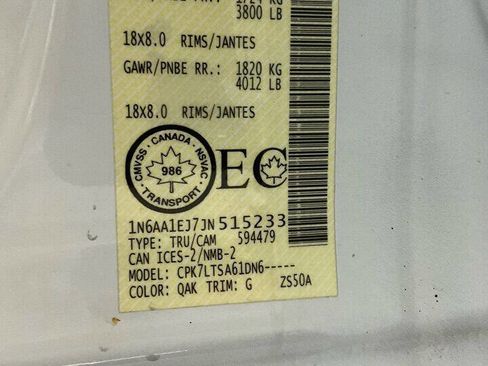 3800 LB
18X8.0 RIMS/JANTES
GAWR/PNBE RR.: 1820 KG
4012 LB
18X8.0 RIMS/JANTES
CANADA
CMVSS NSVAC
986
TRANSPORT
EC
1N6AA1EJ7JN515233
TYPE: TRU/CAM 594479
CAN ICES-2/NMB-2
MODEL: CPK7LTSA61DN6-----
COLOR: QAK TRIM: G ZS50A